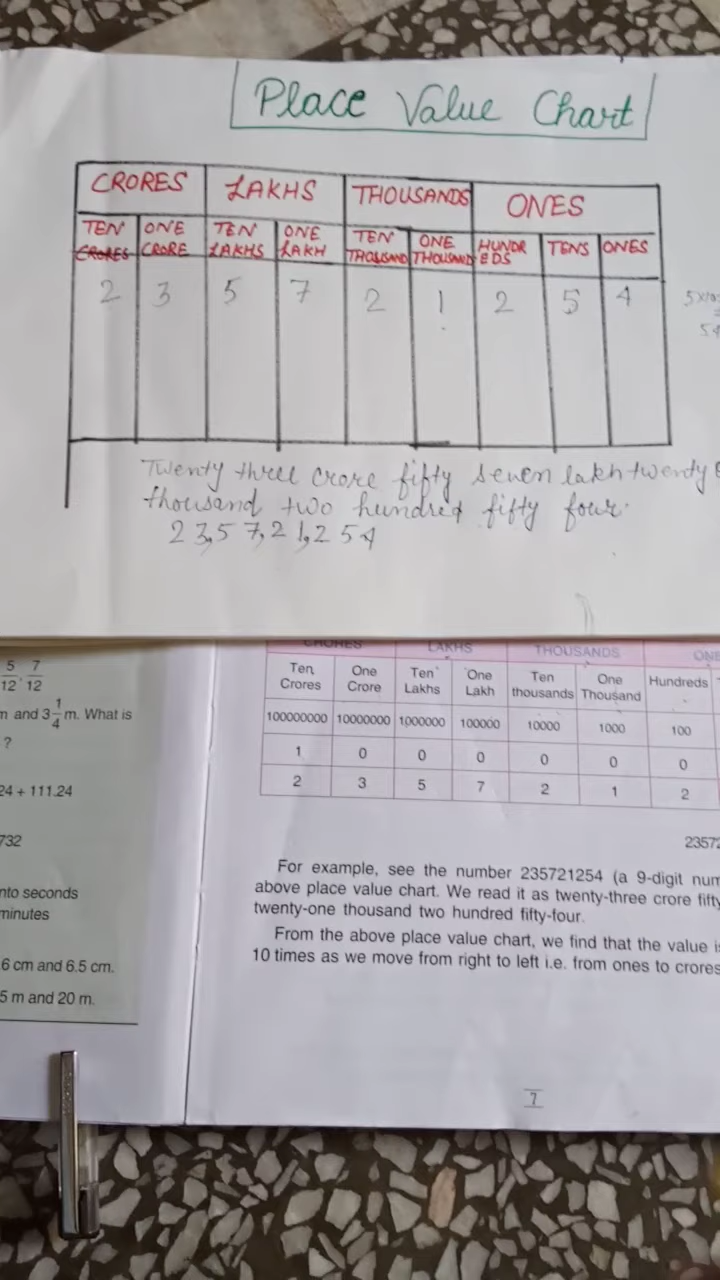 Place Value Chart
CRORES LAKHS THOUSANDS ONES
TEN CRORES ONE CRORE TEN LAKHS ONE LAKH TEN THOUSAND ONE THOUSAND HUNDREDS TENS ONES
2 3 5 7 2 1 2 5 4
Twenty three crore fifty seven lakh twenty
thousand two hundred fifty four.
23,57,21,254
CRORES LAKHS THOUSANDS
Ten Crores One Crore Ten Lakhs One Lakh Ten thousands One Thousand Hundreds
100000000 10000000 1000000 100000 10000 1000 100
1 0 0 0 0 0 0
2 3 5 7 2 1 2
23572
For example, see the number 235721254 (a 9-digit num
above place value chart. We read it as twenty-three crore fifty
twenty-one thousand two hundred fifty-four.
From the above place value chart, we find that the value is
10 times as we move from right to left i.e. from ones to crores
7
5/12, 7/12
m and 3 1/4 m. What is
?
24 + 111.24
732
nto seconds
minutes
6 cm and 6.5 cm.
5 m and 20 m.